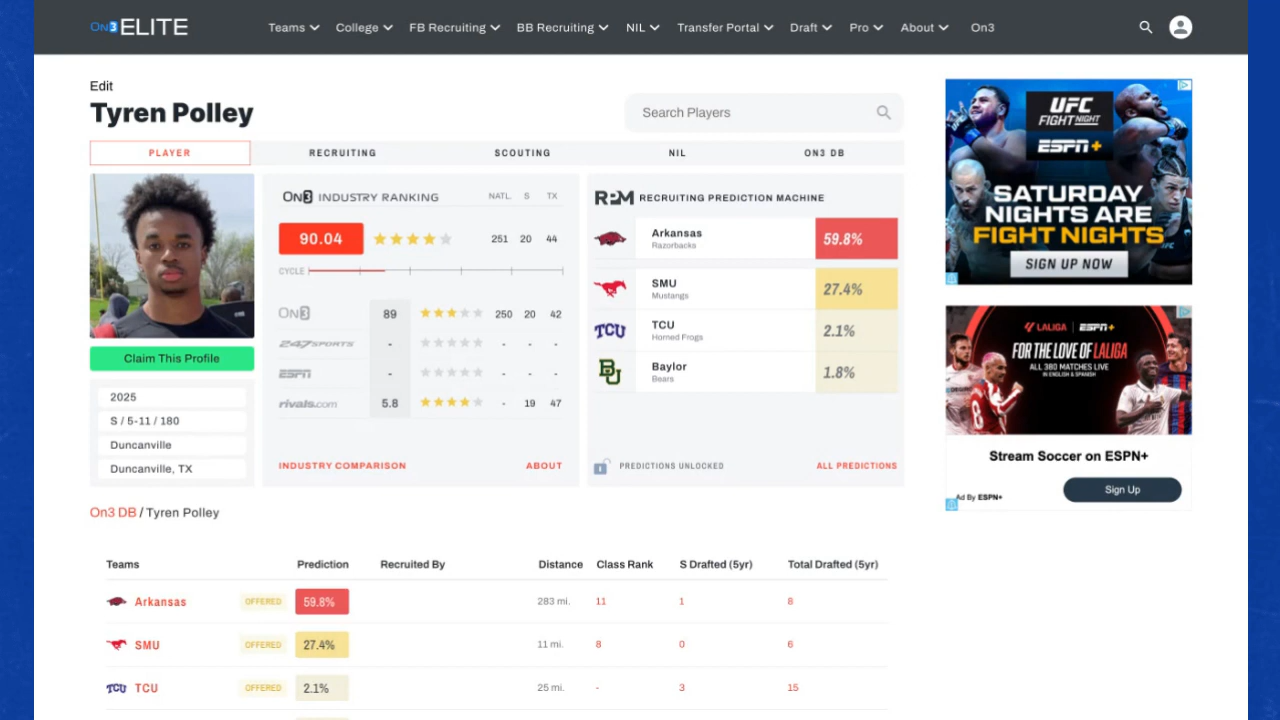 On3 ELITE
Teams College FB Recruiting BB Recruiting NIL Transfer Portal Draft Pro About On3
Edit
Tyren Polley
Search Players
PLAYER RECRUITING SCOUTING NIL ON3 DB
Claim This Profile
2025
S / 5-11 / 180
Duncanville
Duncanville, TX
On3 INDUSTRY RANKING NATL. S TX
90.04 251 20 44
CYCLE
On3 89 250 20 42
247SPORTS - - - -
ESPN - - - -
rivals.com 5.8 - 19 47
INDUSTRY COMPARISON ABOUT
RPM RECRUITING PREDICTION MACHINE
Arkansas
Razorbacks
59.8%
SMU
Mustangs
27.4%
TCU
TCU
Horned Frogs
2.1%
BU
Baylor
Bears
1.8%
PREDICTIONS UNLOCKED ALL PREDICTIONS
UFC
FIGHT NIGHT
ESPN+
SATURDAY
NIGHTS ARE
FIGHT NIGHTS
SIGN UP NOW
LALIGA ESPN+
FOR THE LOVE OF LALIGA
ALL 380 MATCHES LIVE
IN ENGLISH & SPANISH
Stream Soccer on ESPN+
Ad By ESPN+
Sign Up
On3 DB / Tyren Polley
Teams Prediction Recruited By Distance Class Rank S Drafted (5yr) Total Drafted (5yr)
Arkansas OFFERED 59.8% 283 mi. 11 1 8
SMU OFFERED 27.4% 11 mi. 8 0 6
TCU TCU OFFERED 2.1% 25 mi. - 3 15